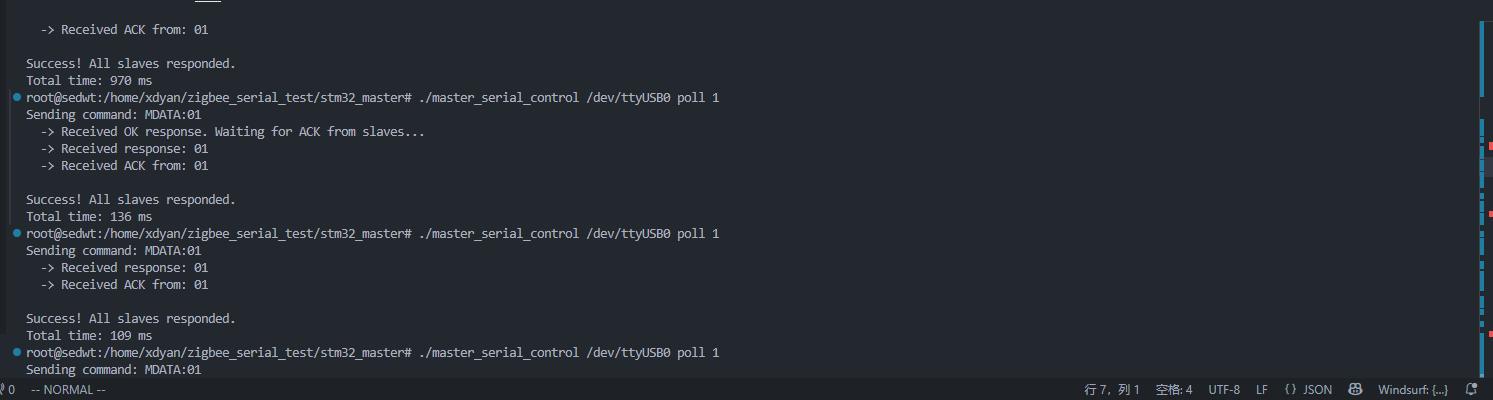 -> Received ACK from: 01
Success! All slaves responded.
Total time: 970 ms
root@sedwt:/home/xdyan/zigbee_serial_test/stm32_master# ./master_serial_control /dev/ttyUSB0 poll 1
Sending command: MDATA:01
-> Received OK response. Waiting for ACK from slaves...
-> Received response: 01
-> Received ACK from: 01
Success! All slaves responded.
Total time: 136 ms
root@sedwt:/home/xdyan/zigbee_serial_test/stm32_master# ./master_serial_control /dev/ttyUSB0 poll 1
Sending command: MDATA:01
-> Received response: 01
-> Received ACK from: 01
Success! All slaves responded.
Total time: 109 ms
root@sedwt:/home/xdyan/zigbee_serial_test/stm32_master# ./master_serial_control /dev/ttyUSB0 poll 1
Sending command: MDATA:01
0 -- NORMAL -- 行 7，列 1 空格: 4 UTF-8 LF {} JSON Windsurf: {...}